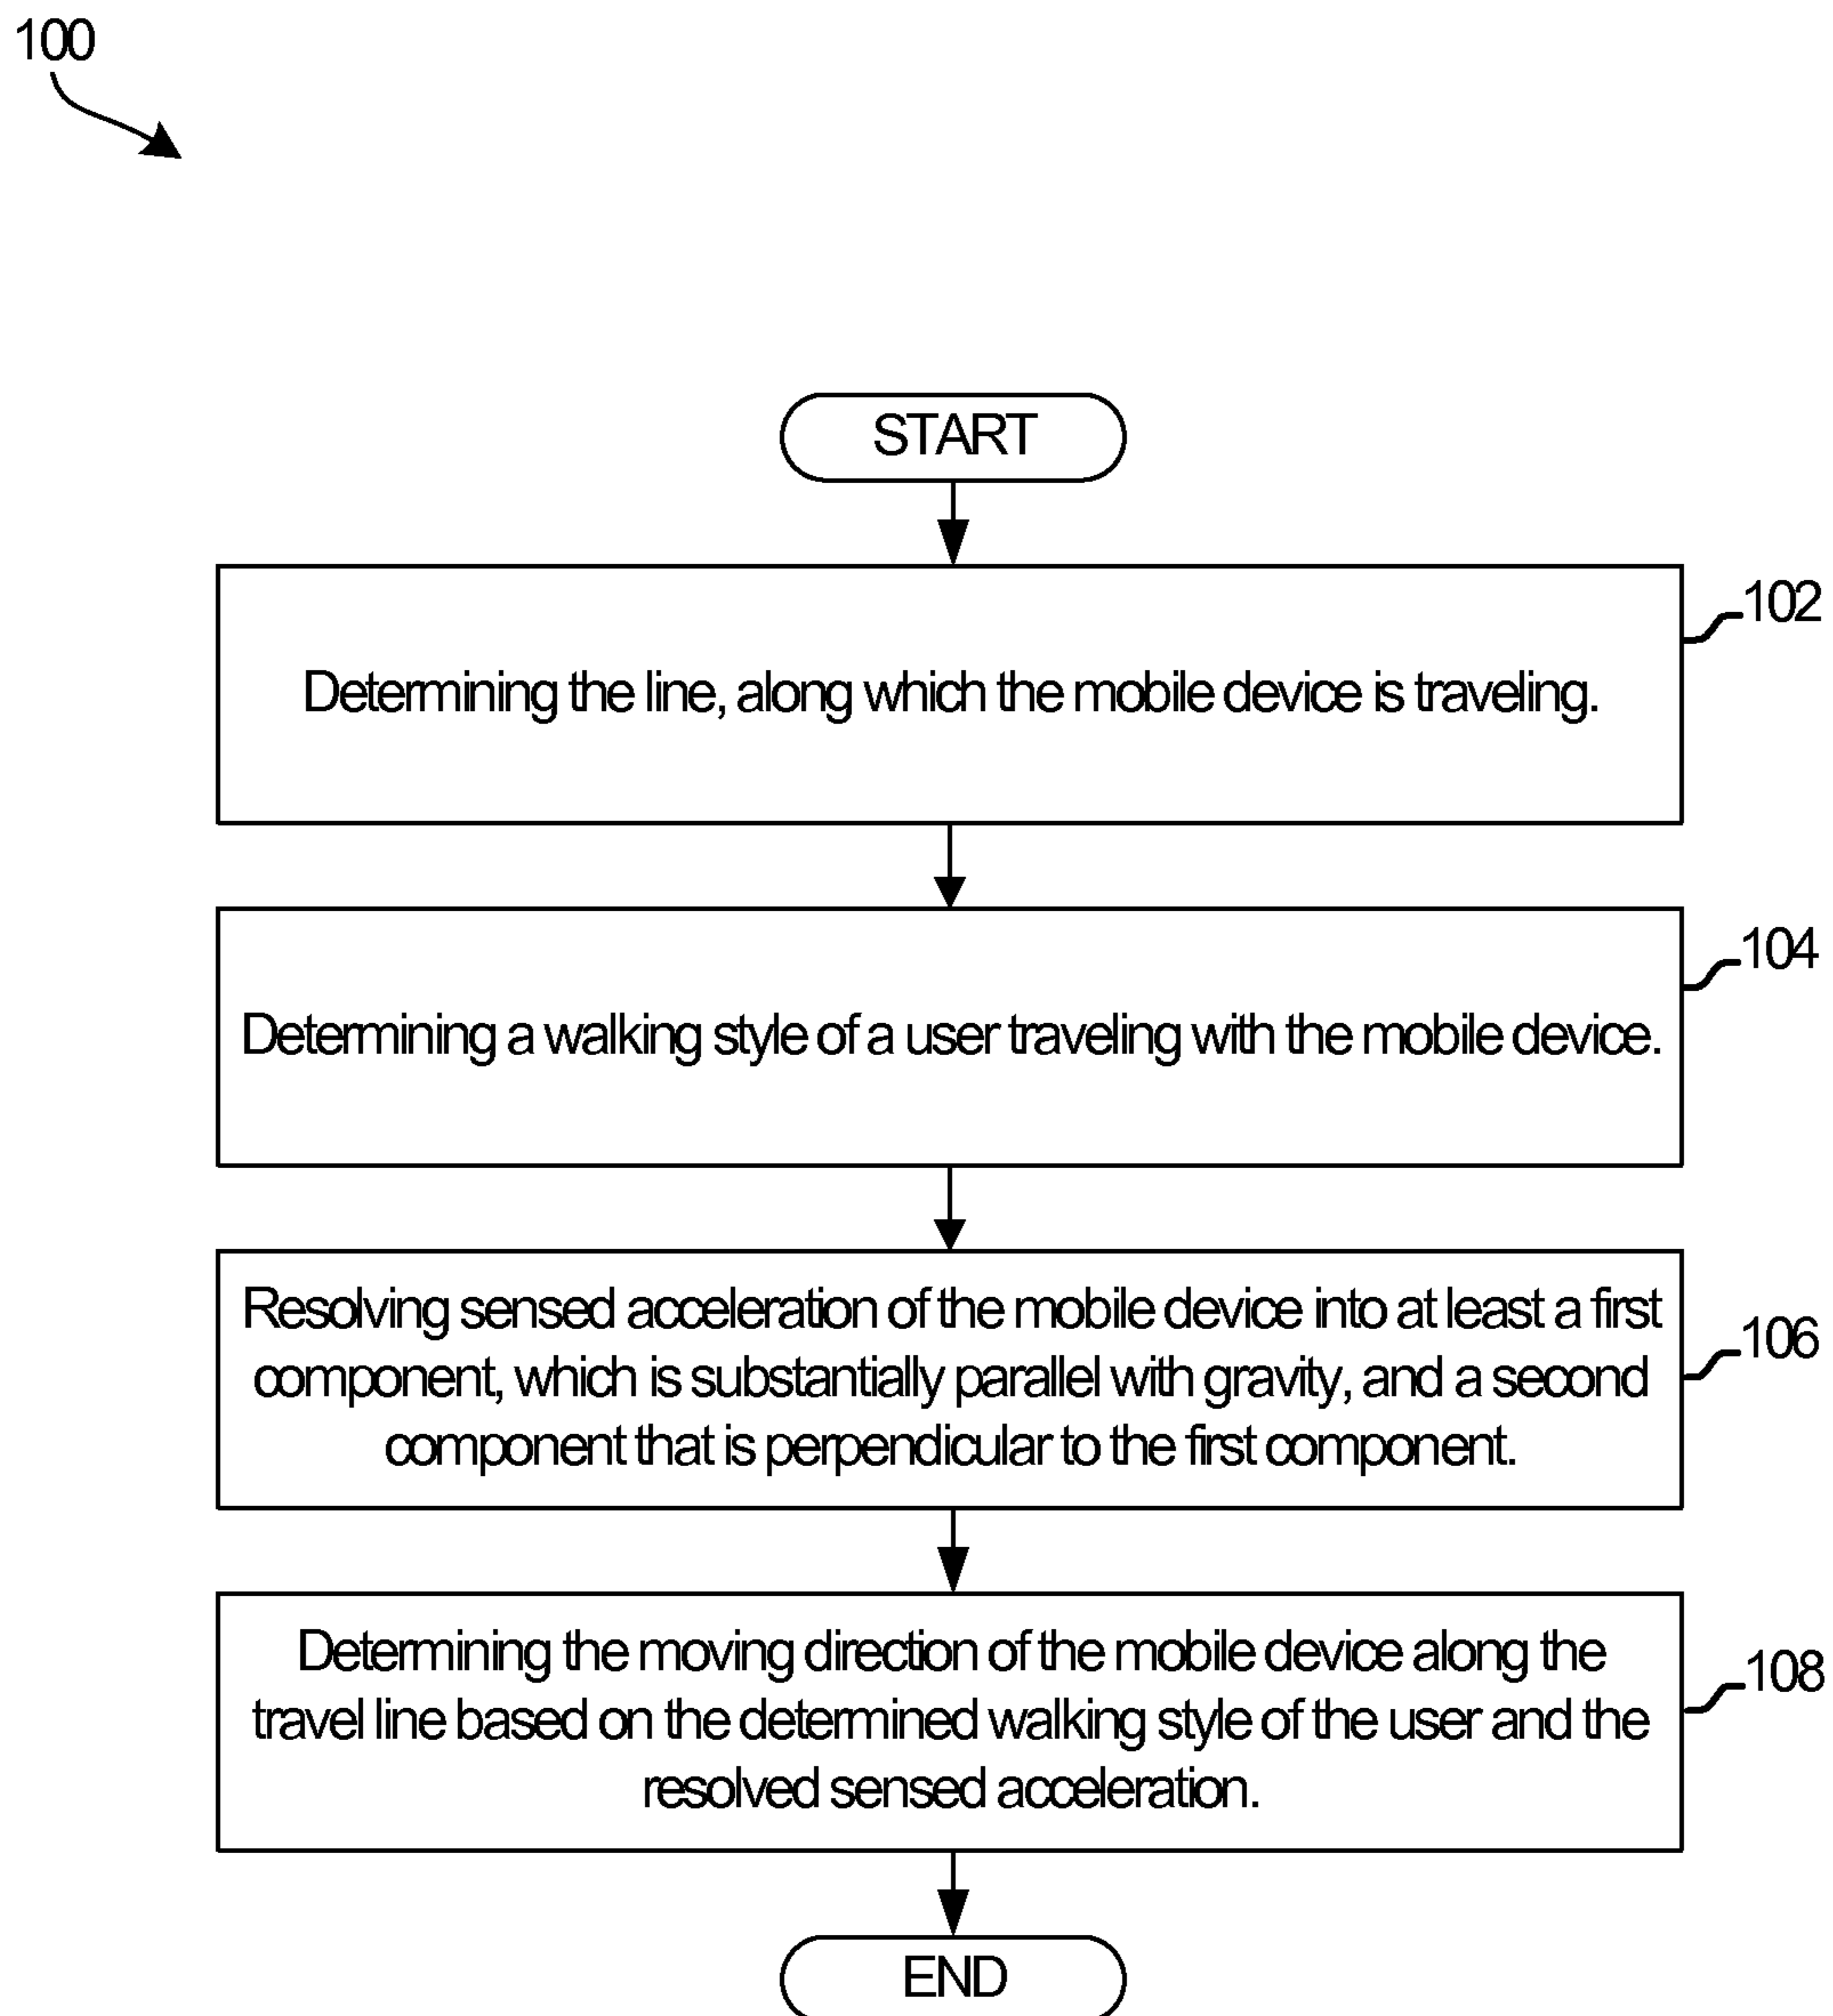 100
START
102
Determining the line, along which the mobile device is traveling.
104
Determining a walking style of a user traveling with the mobile device.
Resolving sensed acceleration of the mobile device into at least a first
106
component, which is substantially parallel with gravity, and a second
component that is perpendicular to the first component.
Determining the moving direction of the mobile device along the
108
travel line based on the determined walking style of the user and the
resolved sensed acceleration.
END